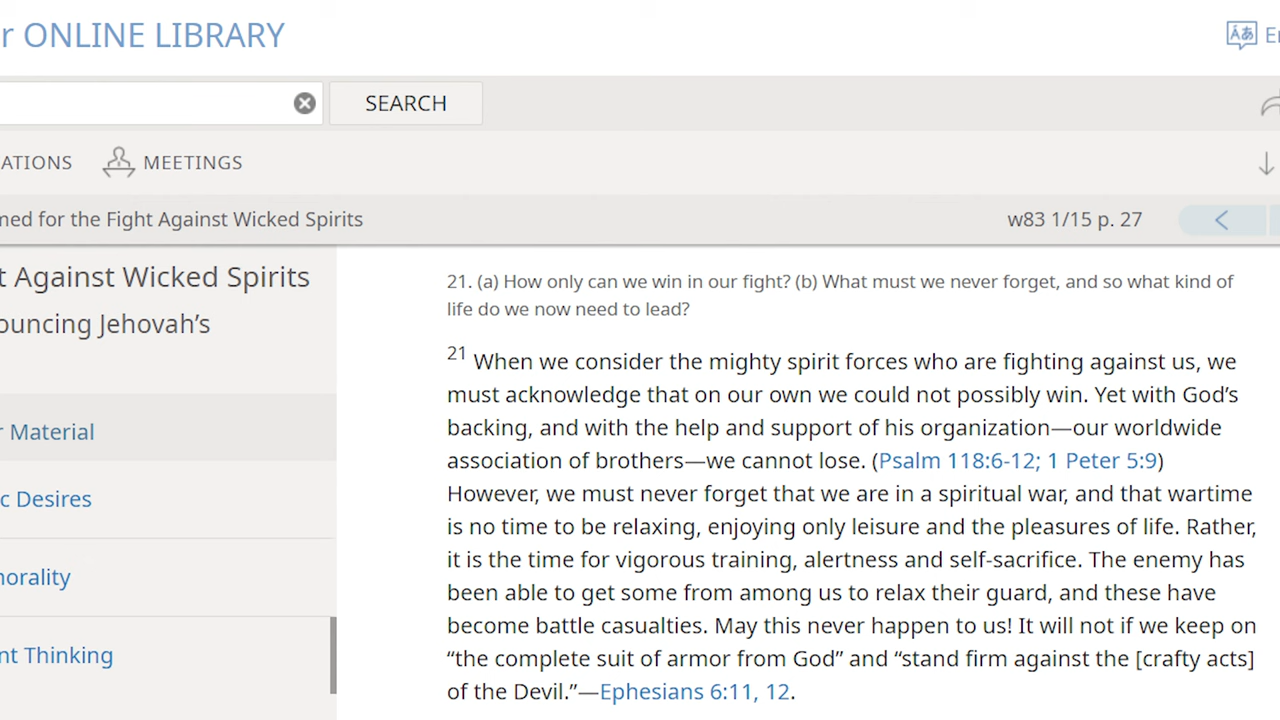 r ONLINE LIBRARY
SEARCH
ATIONS
MEETINGS
med for the Fight Against Wicked Spirits
w83 1/15 p. 27
t Against Wicked Spirits
ouncing Jehovah’s
r Material
c Desires
orality
nt Thinking
21. (a) How only can we win in our fight? (b) What must we never forget, and so what kind of
life do we now need to lead?
21 When we consider the mighty spirit forces who are fighting against us, we
must acknowledge that on our own we could not possibly win. Yet with God’s
backing, and with the help and support of his organization—our worldwide
association of brothers—we cannot lose. (Psalm 118:6-12; 1 Peter 5:9)
However, we must never forget that we are in a spiritual war, and that wartime
is no time to be relaxing, enjoying only leisure and the pleasures of life. Rather,
it is the time for vigorous training, alertness and self-sacrifice. The enemy has
been able to get some from among us to relax their guard, and these have
become battle casualties. May this never happen to us! It will not if we keep on
“the complete suit of armor from God” and “stand firm against the [crafty acts]
of the Devil.”—Ephesians 6:11, 12.